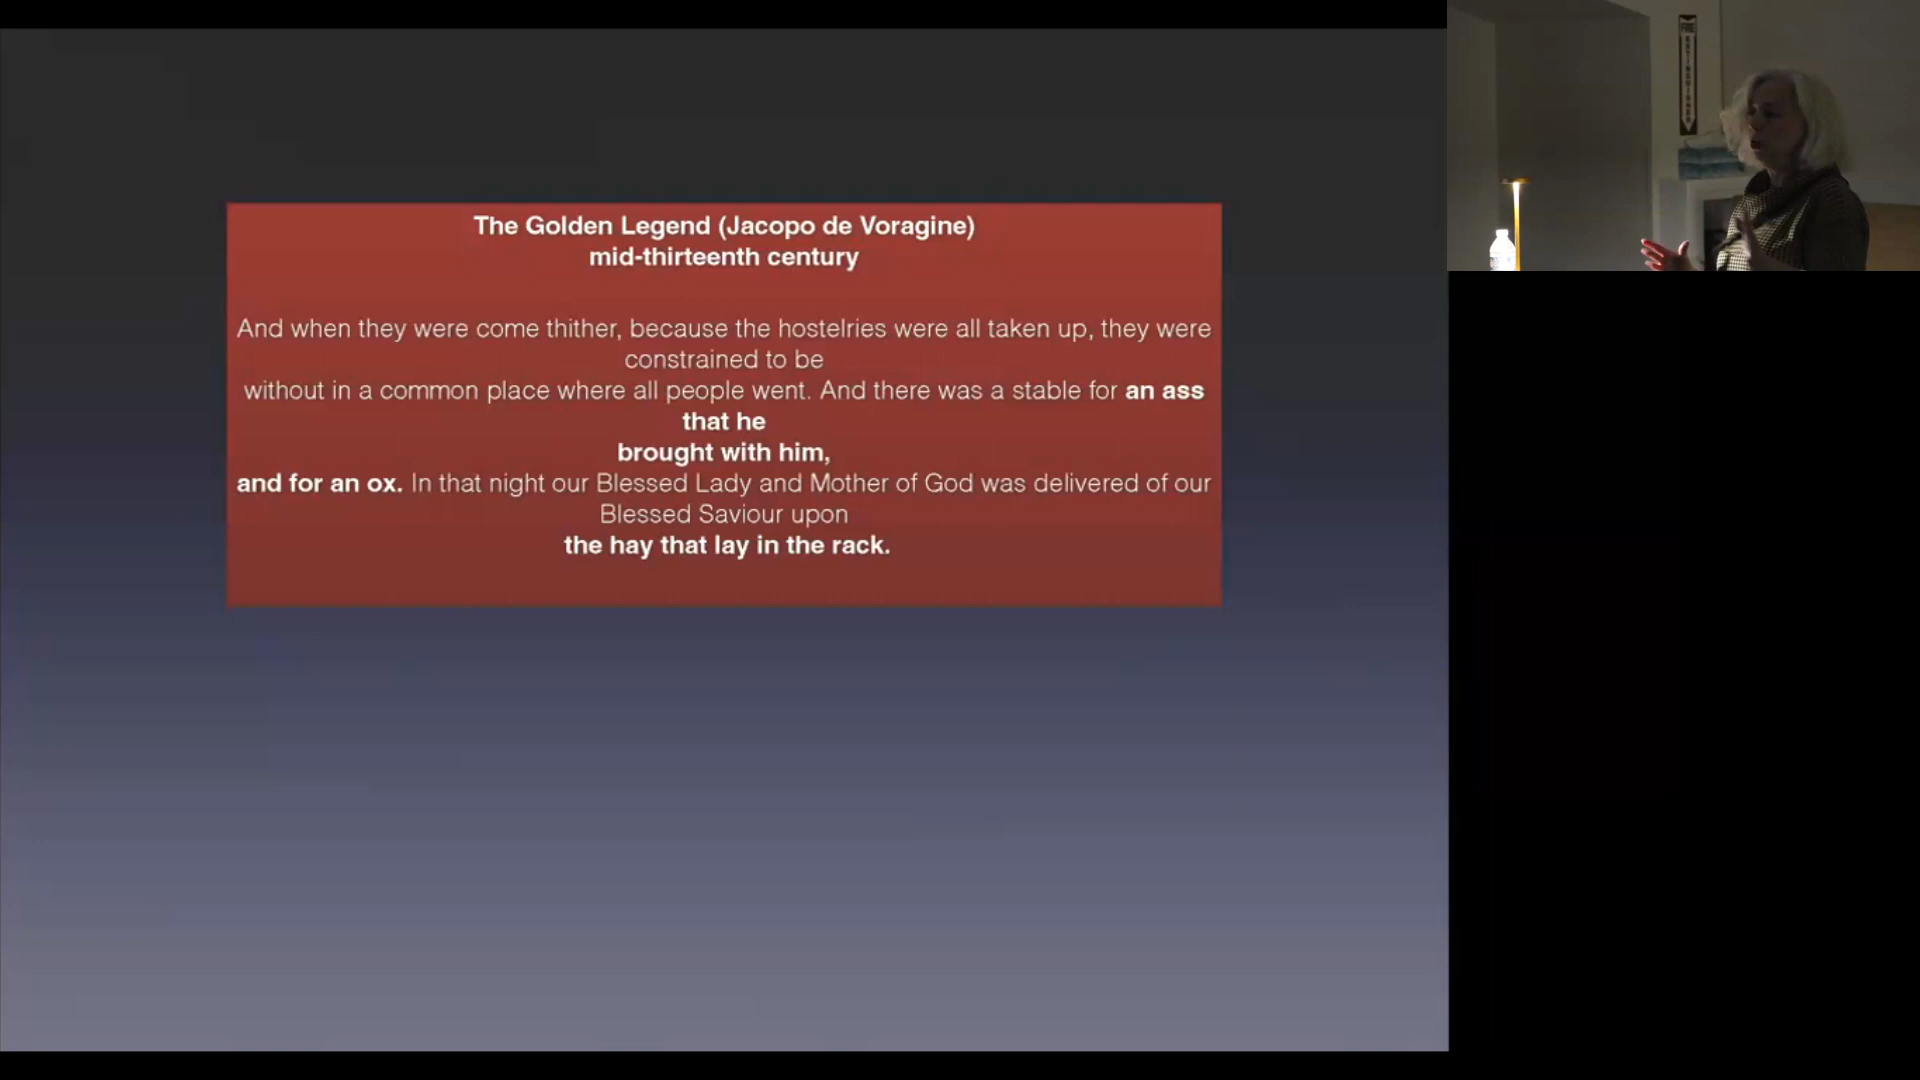 The Golden Legend (Jacopo de Voragine)
mid-thirteenth century
And when they were come thither, because the hostelries were all taken up, they were
constrained to be
without in a common place where all people went. And there was a stable for an ass
that he
brought with him,
and for an ox. In that night our Blessed Lady and Mother of God was delivered of our
Blessed Saviour upon
the hay that lay in the rack.
FIRE
EXTINGUISHER